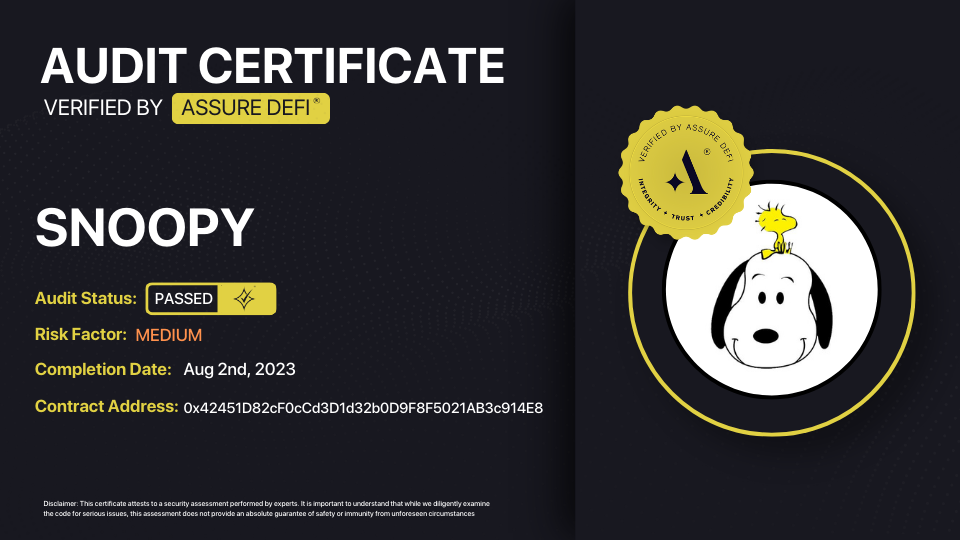 AUDIT CERTIFICATE
VERIFIED BY ASSURE DEFI ®
VERIFIED BY ASSURE DEFI
®
INTEGRITY ✦ TRUST ✦ CREDIBILITY
SNOOPY
Audit Status: PASSED
Risk Factor: MEDIUM
Completion Date: Aug 2nd, 2023
Contract Address: 0x42451D82cF0cCd3D1d32b0D9F8F5021AB3c914E8
Disclaimer: This certificate attests to a security assessment performed by experts. It is important to understand that while we diligently examine
the code for serious issues, this assessment does not provide an absolute guarantee of safety or immunity from unforeseen circumstances